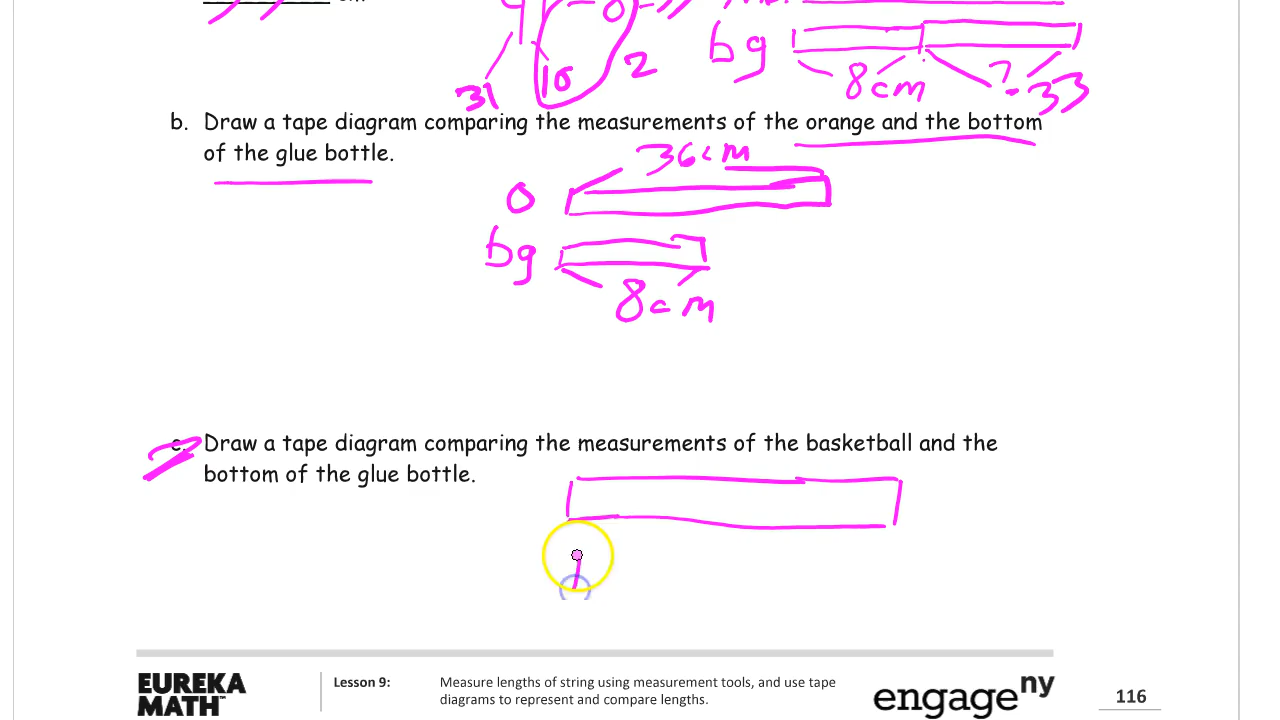 bg
8cm
?
33
31
10
2
b. Draw a tape diagram comparing the measurements of the orange and the bottom
of the glue bottle.
36cm
O
bg
8cm
c. Draw a tape diagram comparing the measurements of the basketball and the
bottom of the glue bottle.
EUREKA
MATH™
Lesson 9:
Measure lengths of string using measurement tools, and use tape
diagrams to represent and compare lengths.
engage ny
116